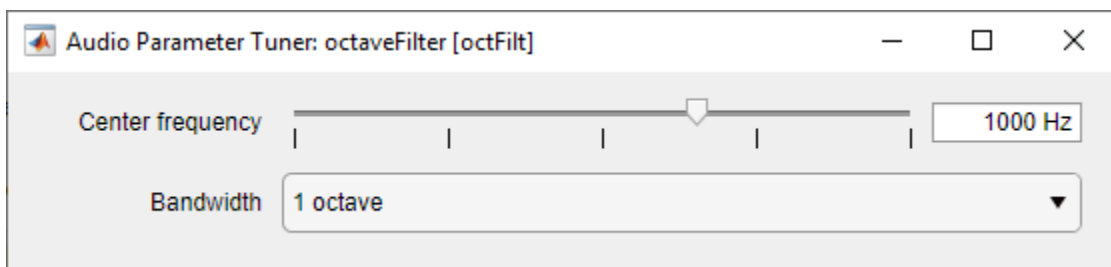 Audio Parameter Tuner: octaveFilter [octFilt]
Center frequency 1000 Hz
Bandwidth 1 octave